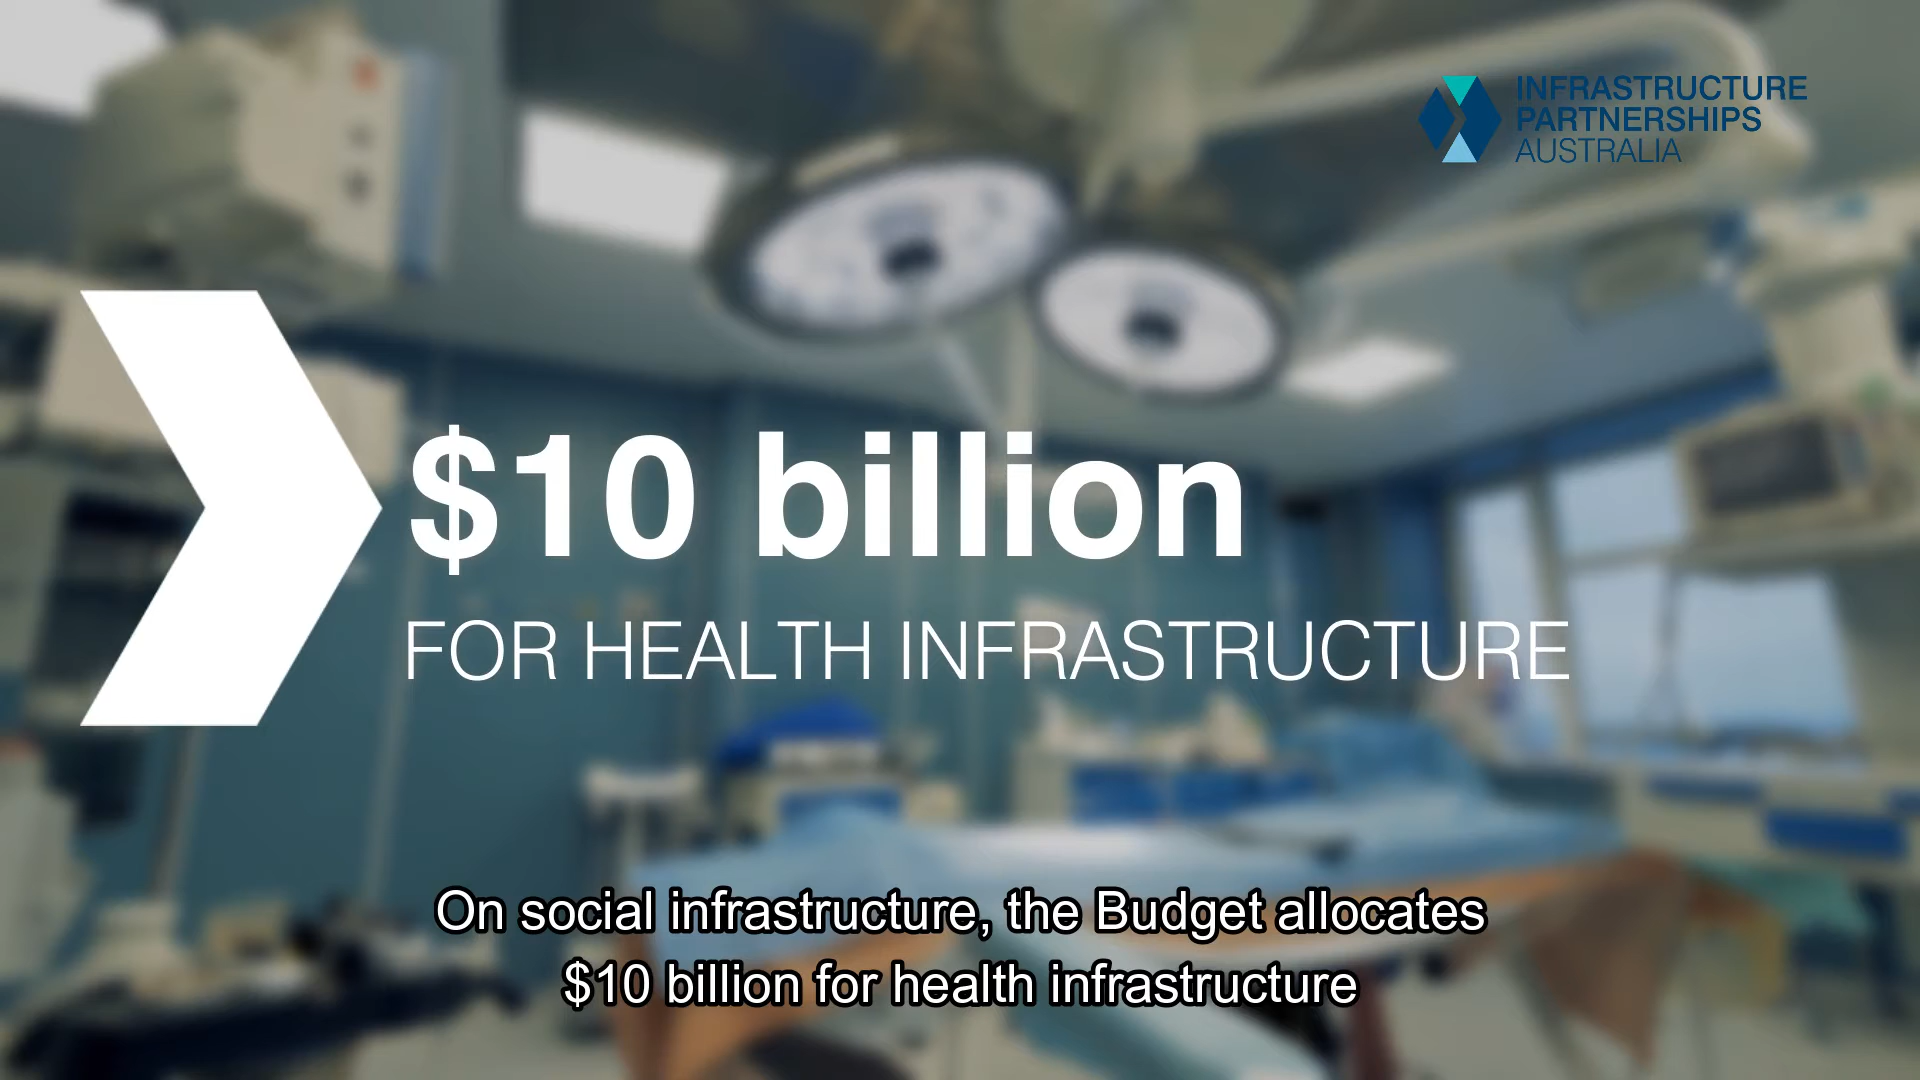 INFRASTRUCTURE
PARTNERSHIPS
AUSTRALIA
$10 billion
FOR HEALTH INFRASTRUCTURE
On social infrastructure, the Budget allocates
$10 billion for health infrastructure